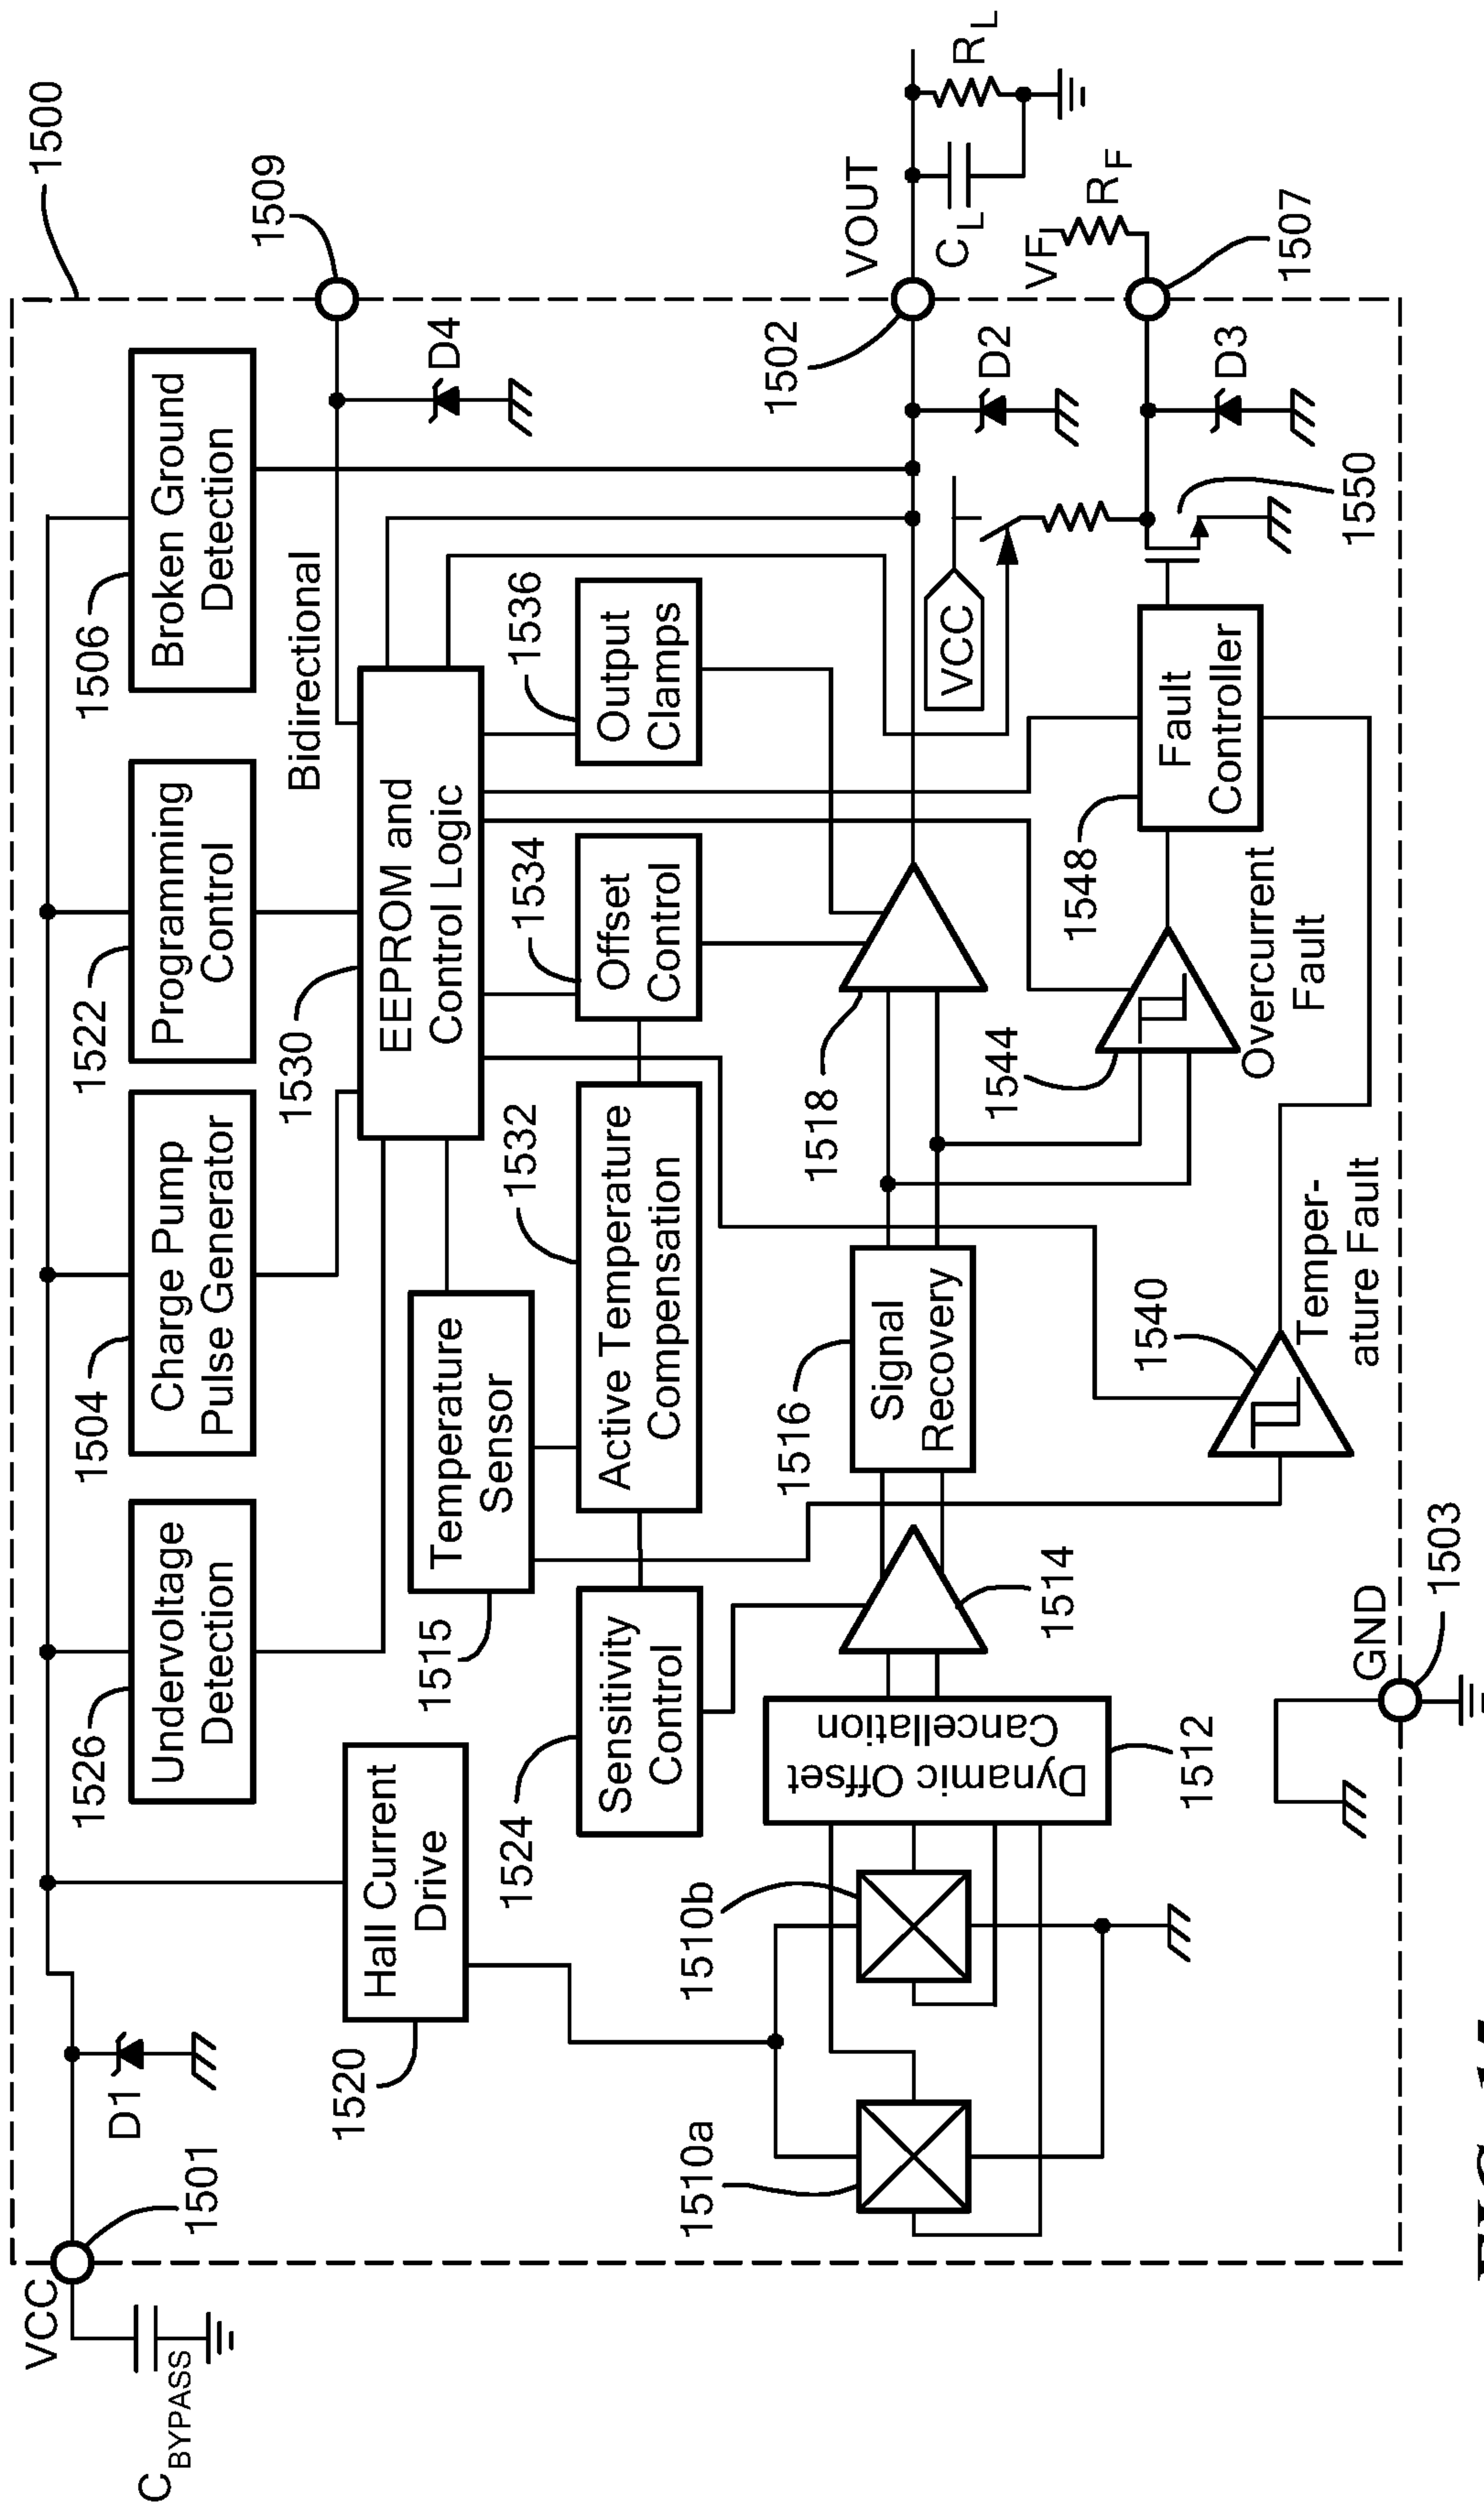 1500
VCC
CBYPASS
1501
D1
1526
Undervoltage
Detection
1504
Charge Pump
Pulse Generator
1522
Programming
Control
1506
Broken Ground
Detection
1509
Bidirectional
D4
1520
Hall Current
Drive
1515
Temperature
Sensor
1530
EEPROM and
Control Logic
1524
Sensitivity
Control
1532
Active Temperature
Compensation
1534
Offset
Control
1536
Output
Clamps
1510a
1510b
Dynamic Offset
Cancellation
1512
1514
1516
Signal
Recovery
1518
1502
VOUT
D2
CL
RL
VCC
VF
RF
1507
D3
1550
1544
Overcurrent
Fault
1548
Fault
Controller
1540
Temper-
ature Fault
GND
1503